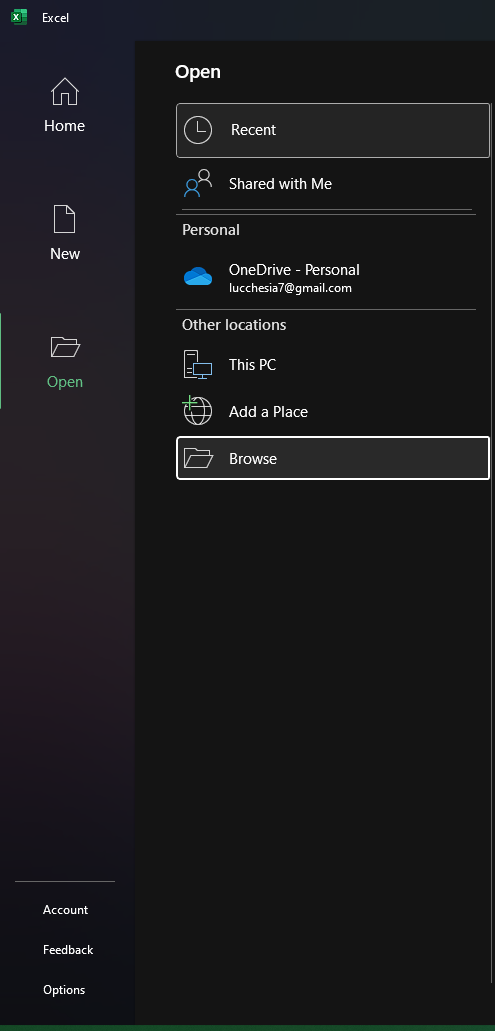 Excel
Home
New
Open
Account
Feedback
Options
Open
Recent
Shared with Me
Personal
OneDrive - Personal
lucchesia7@gmail.com
Other locations
This PC
Add a Place
Browse